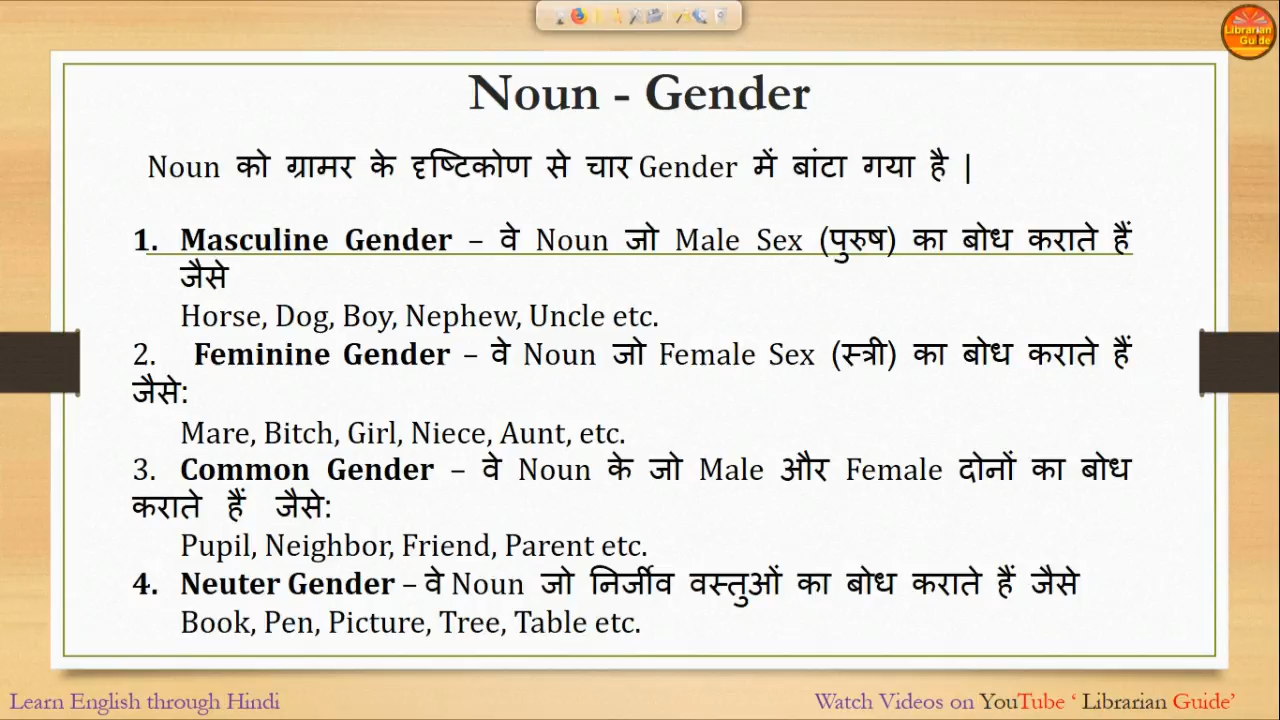 Librarian
Guide
Noun - Gender
Noun को ग्रामर के दृष्टिकोण से चार Gender में बांटा गया है |
1. Masculine Gender – वे Noun जो Male Sex (पुरुष) का बोध कराते हैं
जैसे
Horse, Dog, Boy, Nephew, Uncle etc.
2. Feminine Gender – वे Noun जो Female Sex (स्त्री) का बोध कराते हैं
जैसे:
Mare, Bitch, Girl, Niece, Aunt, etc.
3. Common Gender – वे Noun के जो Male और Female दोनों का बोध
कराते हैं जैसे:
Pupil, Neighbor, Friend, Parent etc.
4. Neuter Gender – वे Noun जो निर्जीव वस्तुओं का बोध कराते हैं जैसे
Book, Pen, Picture, Tree, Table etc.
Learn English through Hindi
Watch Videos on YouTube ‘ Librarian Guide’